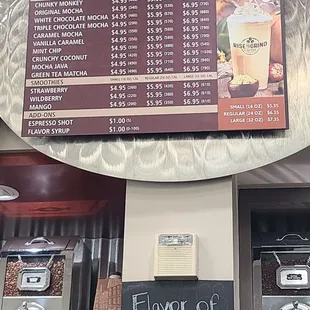 CHUNKY MONKEY $4.95 $5.95 $6.95
ORIGINAL MOCHA $4.95 $5.95 $6.95
WHITE CHOCOLATE MOCHA $4.95 $5.95 $6.95
TRIPLE CHOCOLATE MOCHA $4.95 $5.95 $6.95
CARAMEL MOCHA $4.95 $5.95 $6.95
VANILLA CARAMEL $4.95 $5.95 $6.95
MINT CHIP $4.95 $5.95 $6.95
CRUNCHY COCONUT $4.95 $5.95 $6.95
MOCHA JAVA $4.95 $5.95 $6.95
GREEN TEA MATCHA $4.95 $5.95 $6.95
SMOOTHIES
STRAWBERRY $4.95 $5.95 $6.95
WILDBERRY $4.95 $5.95 $6.95
MANGO $4.95 $5.95 $6.95
ADD-ONS
ESPRESSO SHOT $1.00
FLAVOR SYRUP $1.00 (0-100)
RISE & GRIND
SMALL (16 OZ) $5.35
REGULAR (24 OZ) $6.35
LARGE (32 OZ) $7.35
Flavor of